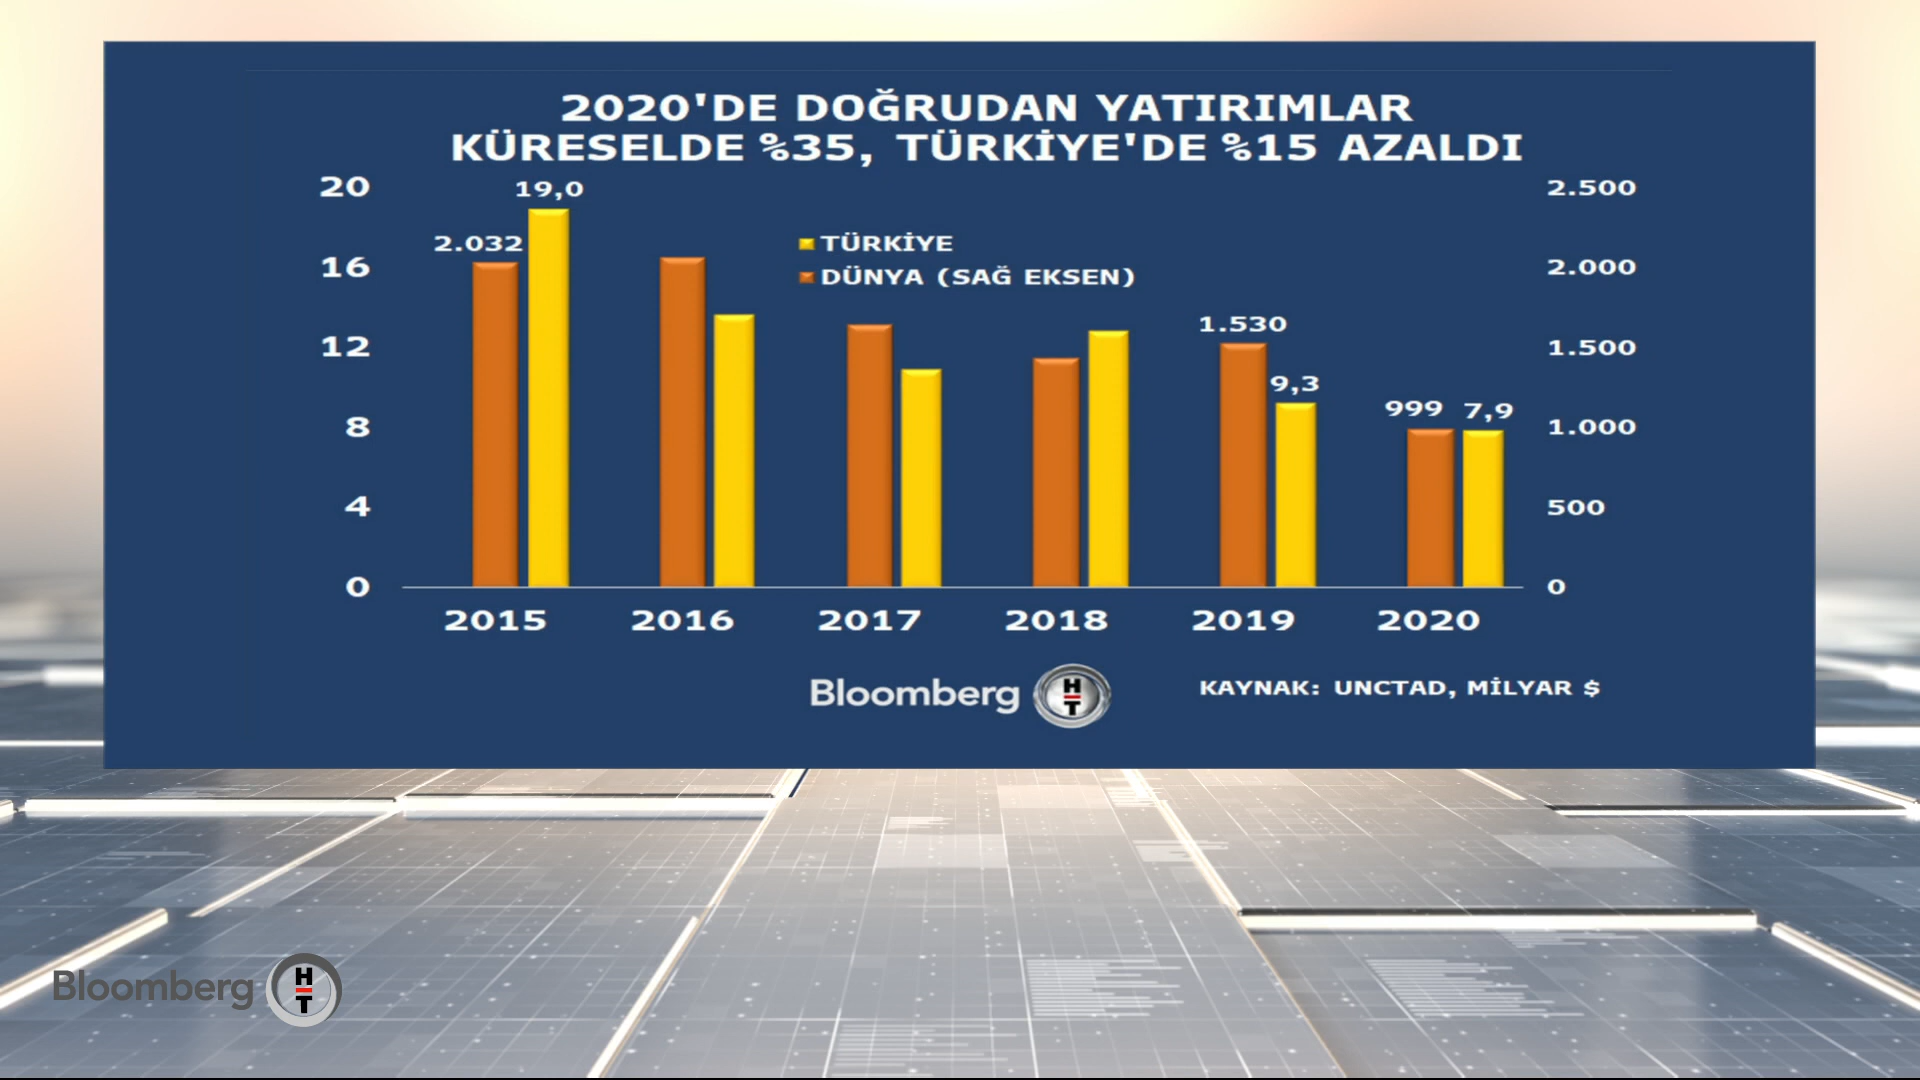 2020'DE DOĞRUDAN YATIRIMLAR
KÜRESELDE %35, TÜRKİYE'DE %15 AZALDI
20
16
12
8
4
0
2.032
19,0
TÜRKİYE
DÜNYA (SAĞ EKSEN)
1.530
9,3
999
7,9
2.500
2.000
1.500
1.000
500
0
2015 2016 2017 2018 2019 2020
Bloomberg HT
KAYNAK: UNCTAD, MİLYAR $
Bloomberg HT